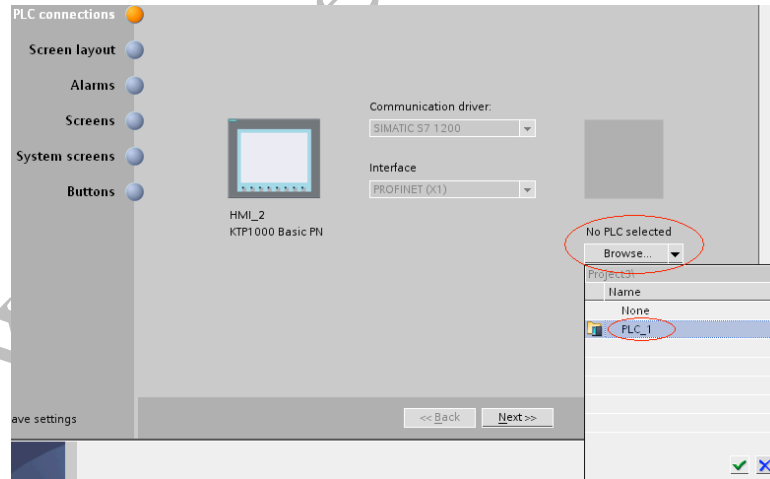 PLC connections
Screen layout
Alarms
Screens
System screens
Buttons
Communication driver:
SIMATIC S7 1200
Interface
PROFINET (X1)
HMI_2
KTP1000 Basic PN
No PLC selected
Browse...
Project3\
Name
None
PLC_1
ave settings
<< Back
Next >>